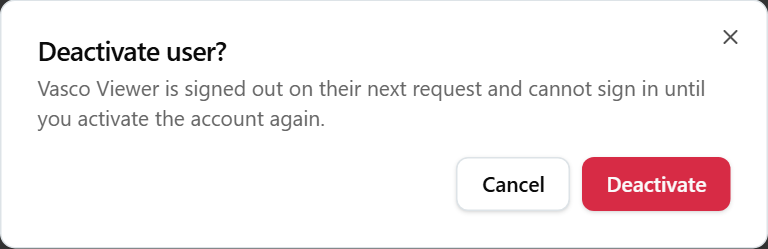 Deactivate user?
Vasco Viewer is signed out on their next request and cannot sign in until
you activate the account again.
Cancel
Deactivate